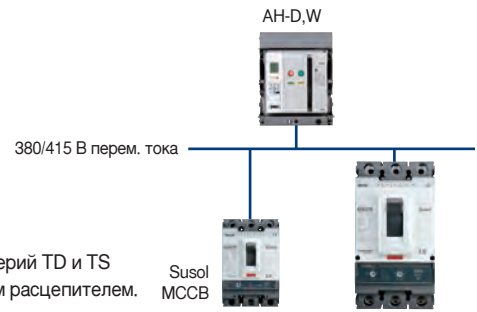 AH-D,W
380/415 В перем. тока
ерий TD и TS
м расцепителем.
Susol
MCCB